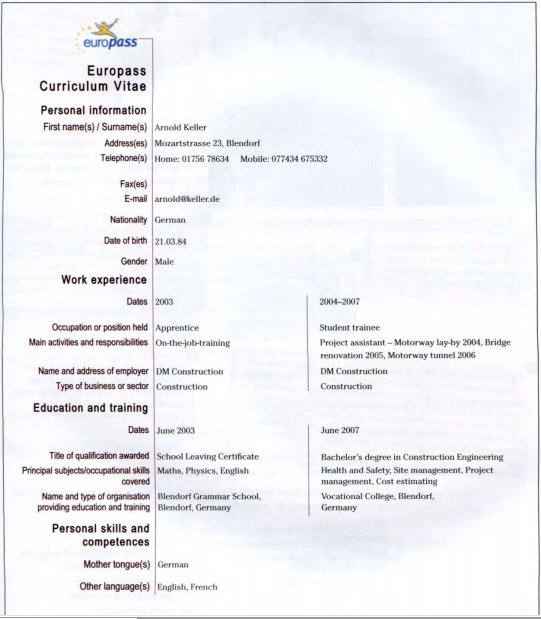 europass
Europass
Curriculum Vitae
Personal information
First name(s) / Surname(s) Arnold Keller
Address(es) Mozartstrasse 23, Blendorf
Telephone(s) Home: 01756 78634 Mobile: 077434 675332
Fax(es)
E-mail arnold@keller.de
Nationality German
Date of birth 21.03.84
Gender Male
Work experience
Dates 2003 2004–2007
Occupation or position held Apprentice Student trainee
Main activities and responsibilities On-the-job-training Project assistant – Motorway lay-by 2004, Bridge
renovation 2005, Motorway tunnel 2006
Name and address of employer DM Construction DM Construction
Type of business or sector Construction Construction
Education and training
Dates June 2003 June 2007
Title of qualification awarded School Leaving Certificate Bachelor's degree in Construction Engineering
Principal subjects/occupational skills Maths, Physics, English Health and Safety, Site management, Project
covered management, Cost estimating
Name and type of organisation Blendorf Grammar School, Vocational College, Blendorf,
providing education and training Blendorf, Germany Germany
Personal skills and
competences
Mother tongue(s) German
Other language(s) English, French